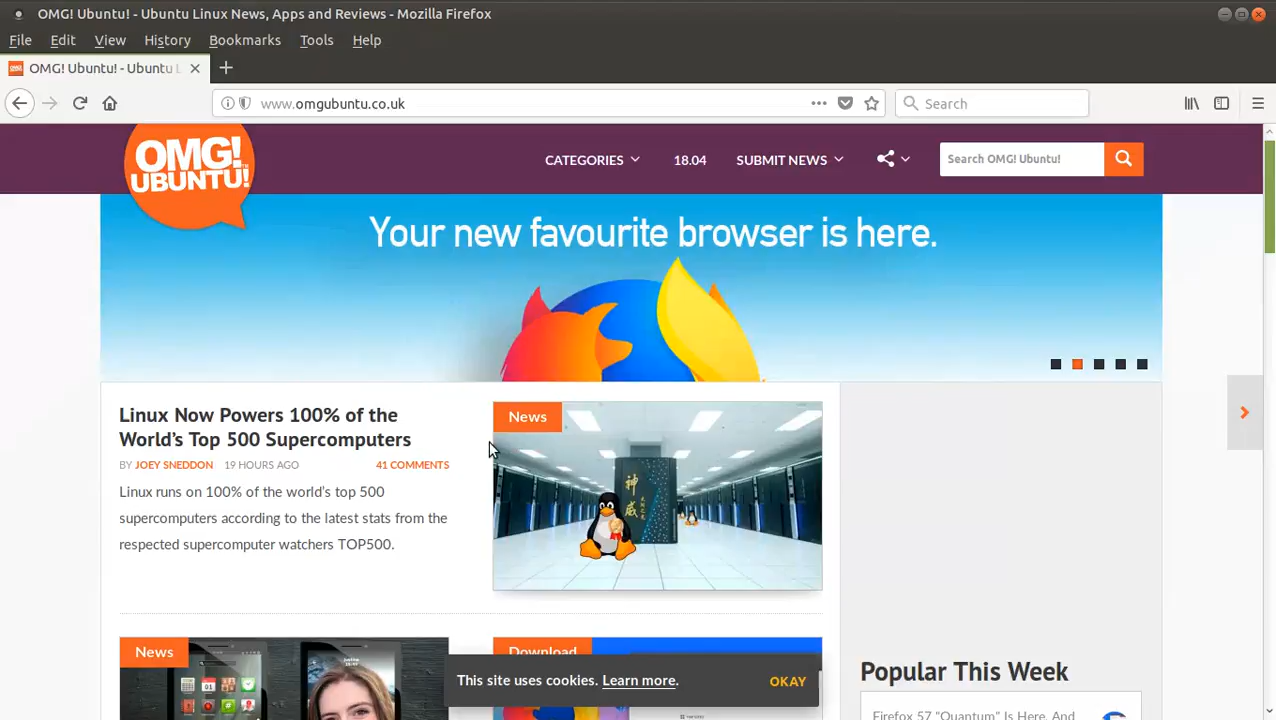 OMG! Ubuntu! - Ubuntu Linux News, Apps and Reviews - Mozilla Firefox
File Edit View History Bookmarks Tools Help
OMG! Ubuntu! - Ubuntu L
www.omgubuntu.co.uk
Search
OMG!
UBUNTU!
CATEGORIES
18.04
SUBMIT NEWS
Search OMG! Ubuntu!
Your new favourite browser is here.
Linux Now Powers 100% of the
World’s Top 500 Supercomputers
BY JOEY SNEDDON 19 HOURS AGO 41 COMMENTS
Linux runs on 100% of the world’s top 500
supercomputers according to the latest stats from the
respected supercomputer watchers TOP500.
News
神威
News
Download
This site uses cookies. Learn more.
OKAY
Popular This Week
Firefox 57 "Quantum" Is Here, And